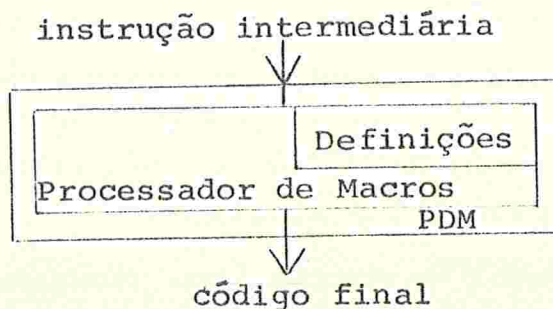 instrução intermediária
Definições
Processador de Macros
PDM
código final